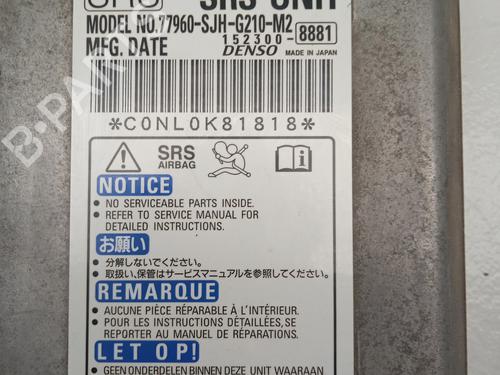 SRS UNIT
MODEL NO.77960-SJH-G210-M2
MFG. DATE 152300-8881
DENSO MADE IN JAPAN
*C0NL0K81818*
SRS
AIRBAG
NOTICE
● NO SERVICEABLE PARTS INSIDE.
● REFER TO SERVICE MANUAL FOR
DETAILED INSTRUCTIONS.
お願い
● 分解しないでください。
● 取扱い、保管はサービスマニュアルを参照してください。
REMARQUE
● AUCUNE PIÈCE RÉPARABLE À L'INTÉRIEUR.
● POUR LES INSTRUCTIONS DÉTAILLÉES, SE
REPORTER AU MANUEL DE RÉPARATIONS.
LET OP!
● GEEN ONDERDELEN BINNEN DEZE UNIT WAARAAN
B-PARTS